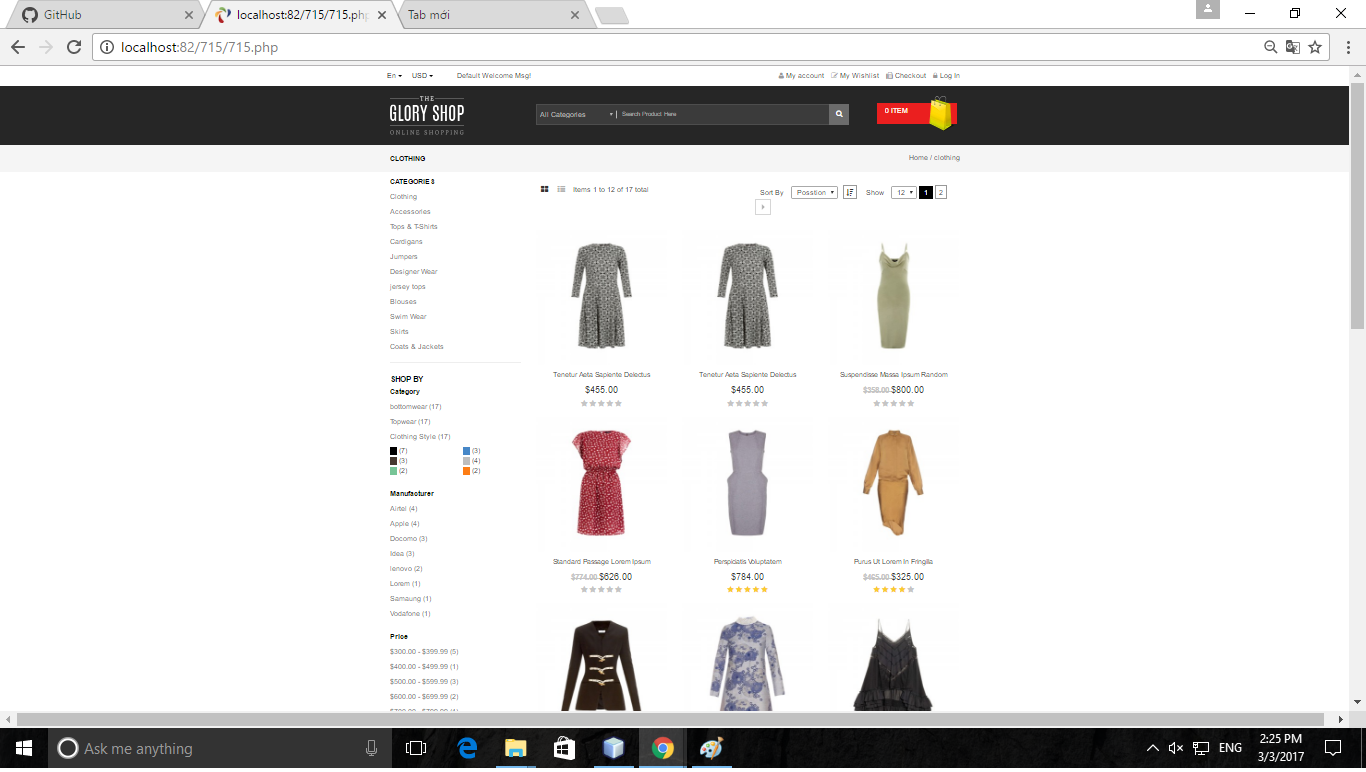 GitHub
localhost:82/715/715.php
Tab mới
localhost:82/715/715.php
En
USD
Default Welcome Msg!
My account
My Wishlist
Checkout
Log In
THE
GLORY SHOP
ONLINE SHOPPING
All Categories
Search Product Here
0 ITEM
CLOTHING
Home / clothing
CATEGORIES
Clothing
Accessories
Tops & T-Shirts
Cardigans
Jumpers
Designer Wear
jersey tops
Blouses
Swim Wear
Skirts
Coats & Jackets
SHOP BY
Category
bottomwear (17)
Topwear (17)
Clothing Style (17)
(7)
(3)
(3)
(4)
(2)
(2)
Manufacturer
Airtel (4)
Apple (4)
Docomo (3)
Idea (3)
lenovo (2)
Lorem (1)
Samaung (1)
Vodafone (1)
Price
$300.00 - $399.99 (5)
$400.00 - $499.99 (1)
$500.00 - $599.99 (3)
$600.00 - $699.99 (2)
Items 1 to 12 of 17 total
Sort By
Posstion
Show
12
1
2
Tenetur Aeta Sapiente Delectus
$455.00
Tenetur Aeta Sapiente Delectus
$455.00
Suspendisse Massa Ipsum Random
$358.00 $800.00
Standard Passage Lorem Ipsum
$774.00 $626.00
Perspidatis Voluptatem
$784.00
Purus Ut Lorem In Fringilla
$465.00 $325.00
Ask me anything
ENG
2:25 PM
3/3/2017